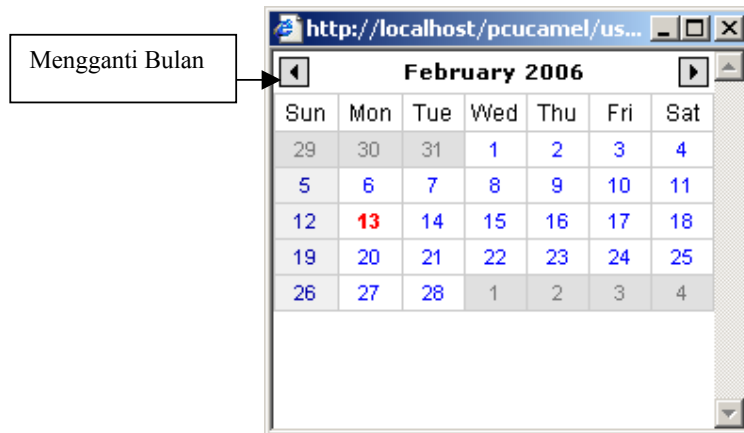 http://localhost/pcucamel/us...
Mengganti Bulan
February 2006
Sun Mon Tue Wed Thu Fri Sat
29 30 31 1 2 3 4
5 6 7 8 9 10 11
12 13 14 15 16 17 18
19 20 21 22 23 24 25
26 27 28 1 2 3 4